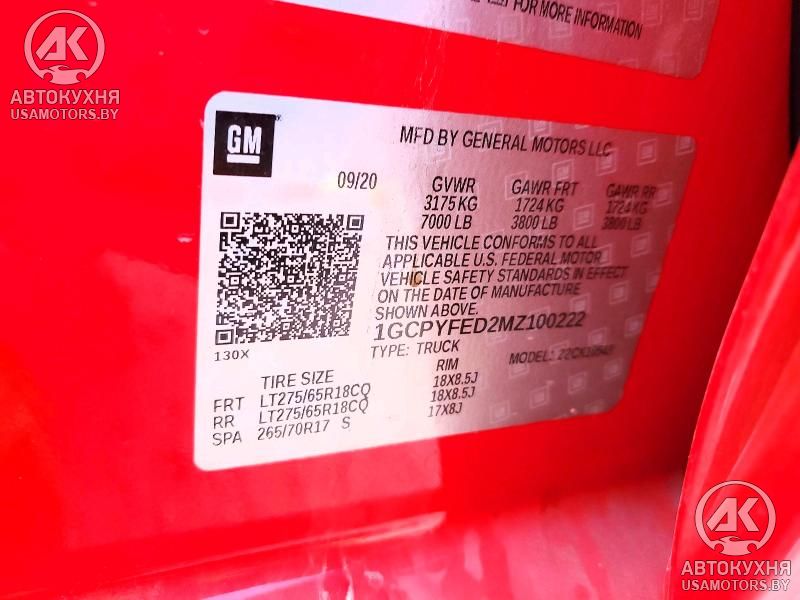 FOR MORE INFORMATION
АК
АВТОКУХНЯ
USAMOTORS.BY
GM
MFD BY GENERAL MOTORS LLC
09/20
GVWR GAWR FRT GAWR RR
3175 KG 1724 KG 1724 KG
7000 LB 3800 LB 3800 LB
THIS VEHICLE CONFORMS TO ALL
APPLICABLE U.S. FEDERAL MOTOR
VEHICLE SAFETY STANDARDS IN EFFECT
ON THE DATE OF MANUFACTURE
SHOWN ABOVE.
1GCPYFED2MZ100222
130X
TYPE: TRUCK MODEL:
TIRE SIZE RIM
FRT LT275/65R18CQ 18X8.5J
RR LT275/65R18CQ 18X8.5J
SPA 265/70R17 S 17X8J
АК
АВТОКУХНЯ
USAMOTORS.BY